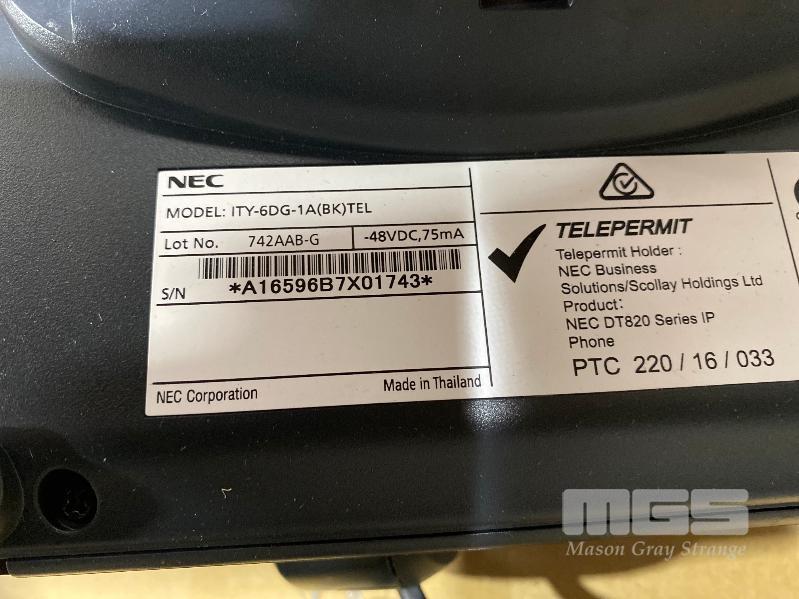 NEC
MODEL: ITY-6DG-1A(BK)TEL
Lot No. 742AAB-G -48VDC,75mA
S/N *A16596B7X01743*
NEC Corporation Made in Thailand
TELEPERMIT
Telepermit Holder :
NEC Business
Solutions/Scollay Holdings Ltd
Product:
NEC DT820 Series IP
Phone
PTC 220 / 16 / 033
MGS
Mason Gray Strange